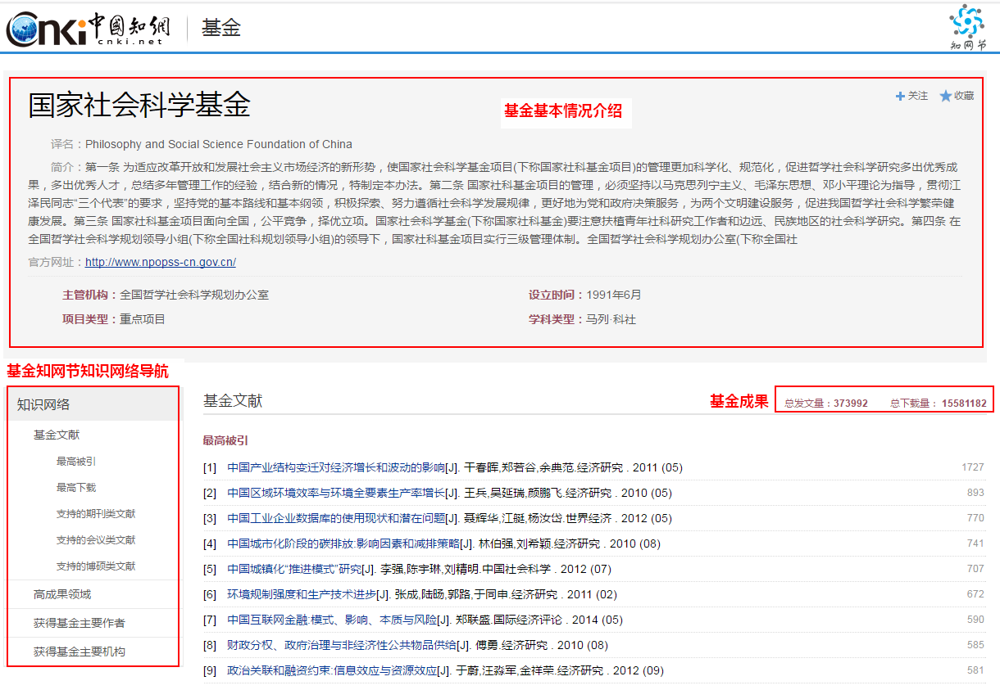 cnki 中國知網
cnki.net
基金
知网节
国家社会科学基金
基金基本情况介绍
关注
收藏
译名：Philosophy and Social Science Foundation of China
简介：第一条 为适应改革开放和发展社会主义市场经济的新形势，使国家社会科学基金项目(下称国家社科基金项目)的管理更加科学化、规范化，促进哲学社会科学研究多出优秀成
果，多出优秀人才，总结多年管理工作的经验，结合新的情况，特制定本办法。第二条 国家社科基金项目的管理，必须坚持以马克思列宁主义、毛泽东思想、邓小平理论为指导，贯彻江
泽民同志“三个代表”的要求，坚持党的基本路线和基本纲领，积极探索、努力遵循社会科学发展规律，更好地为党和政府决策服务，为两个文明建设服务，促进我国哲学社会科学繁荣健
康发展。第三条 国家社科基金项目面向全国，公平竞争，择优立项。国家社会科学基金(下称国家社科基金)要注意扶植青年社科研究工作者和边远、民族地区的社会科学研究。第四条 在
全国哲学社会科学规划领导小组(下称全国社科规划领导小组)的领导下，国家社科基金项目实行三级管理体制。全国哲学社会科学规划办公室(下称全国社
官方网址：http://www.npopss-cn.gov.cn/
主管机构：全国哲学社会科学规划办公室
设立时间：1991年6月
项目类型：重点项目
学科类型：马列·科社
基金知网节知识网络导航
知识网络
基金文献
最高被引
最高下载
支持的期刊类文献
支持的会议类文献
支持的博硕类文献
高成果领域
获得基金主要作者
获得基金主要机构
基金文献
基金成果
总发文量：373992 总下载量： 15581182
最高被引
[1] 中国产业结构变迁对经济增长和波动的影响[J]. 干春晖,郑若谷,余典范.经济研究 . 2011 (05) 1727
[2] 中国区域环境效率与环境全要素生产率增长[J]. 王兵,吴延瑞,颜鹏飞.经济研究 . 2010 (05) 893
[3] 中国工业企业数据库的使用现状和潜在问题[J]. 聂辉华,江艇,杨汝岱.世界经济 . 2012 (05) 770
[4] 中国城市化阶段的碳排放:影响因素和减排策略[J]. 林伯强,刘希颖.经济研究 . 2010 (08) 741
[5] 中国城镇化“推进模式”研究[J]. 李强,陈宇琳,刘精明.中国社会科学 . 2012 (07) 707
[6] 环境规制强度和生产技术进步[J]. 张成,陆旸,郭路,于同申.经济研究 . 2011 (02) 672
[7] 中国互联网金融:模式、影响、本质与风险[J]. 郑联盛.国际经济评论 . 2014 (05) 590
[8] 财政分权、政府治理与非经济性公共物品供给[J]. 傅勇.经济研究 . 2010 (08) 585
[9] 政治关联和融资约束:信息效应与资源效应[J]. 于蔚,汪淼军,金祥荣.经济研究 . 2012 (09) 581